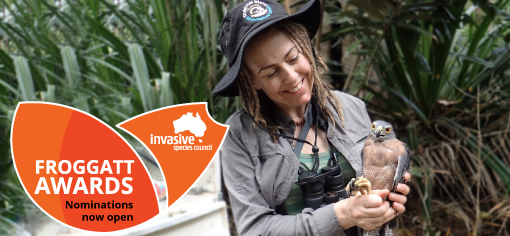 FROGGATT
AWARDS
Nominations
now open
invasive
species council